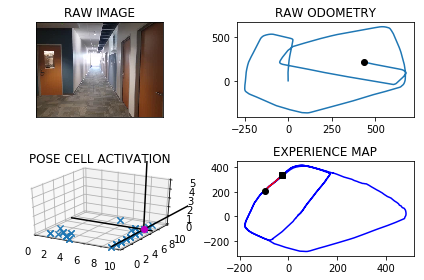 RAW IMAGE
RAW ODOMETRY
500
0
−250 0 250 500
POSE CELL ACTIVATION
5
4
3
2
1
0
0 2 4 6 8 10
0 2 4 6 8 10
EXPERIENCE MAP
400
200
0
−200
−200 0 200 400